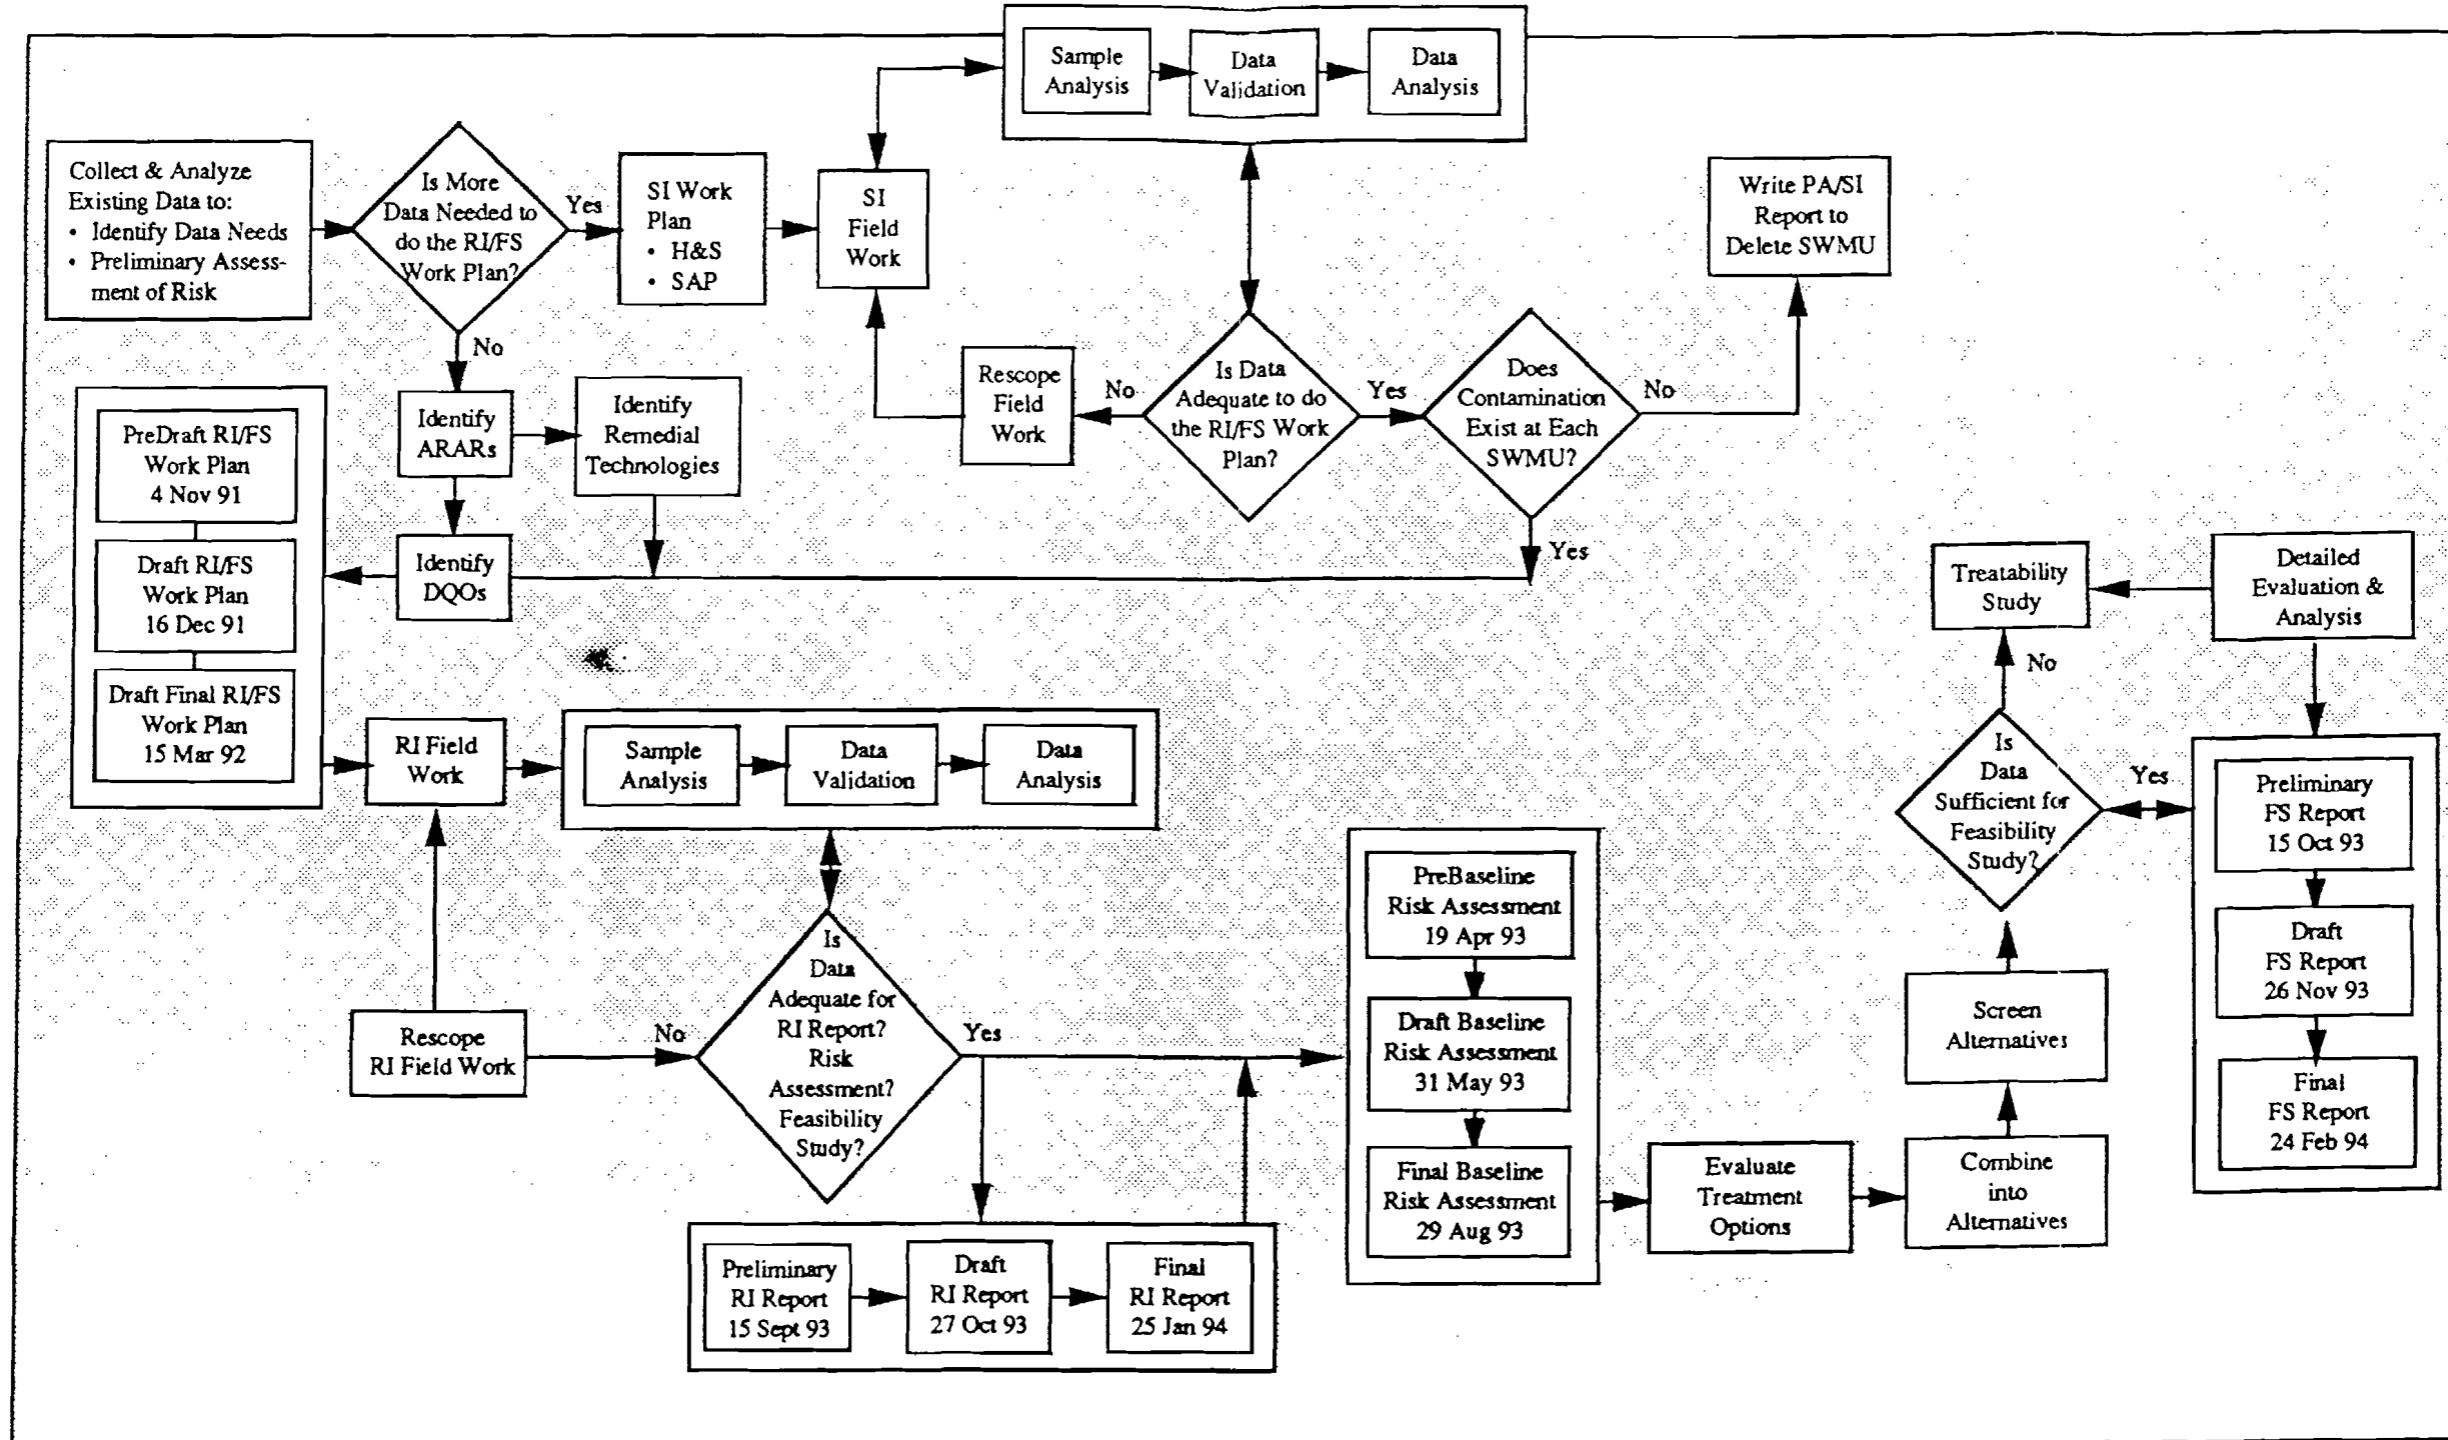 Sample
Analysis
Data
Validation
Data
Analysis
Collect & Analyze
Existing Data to:
• Identify Data Needs
• Preliminary Assess-
ment of Risk
Is More
Data Needed to
do the RI/FS
Work Plan?
Yes
No
SI Work
Plan
• H&S
• SAP
SI
Field
Work
Write PA/SI
Report to
Delete SWMU
Rescope
Field
Work
No
Is Data
Adequate to do
the RI/FS Work
Plan?
Yes
Does
Contamination
Exist at Each
SWMU?
No
Yes
Identify
ARARs
Identify
Remedial
Technologies
Identify
DQOs
PreDraft RI/FS
Work Plan
4 Nov 91
Draft RI/FS
Work Plan
16 Dec 91
Draft Final RI/FS
Work Plan
15 Mar 92
RI Field
Work
Sample
Analysis
Data
Validation
Data
Analysis
Rescope
RI Field Work
No
Is
Data
Adequate for
RI Report?
Risk
Assessment?
Feasibility
Study?
Yes
Preliminary
RI Report
15 Sept 93
Draft
RI Report
27 Oct 93
Final
RI Report
25 Jan 94
PreBaseline
Risk Assessment
19 Apr 93
Draft Baseline
Risk Assessment
31 May 93
Final Baseline
Risk Assessment
29 Aug 93
Evaluate
Treatment
Options
Combine
into
Alternatives
Screen
Alternatives
Is
Data
Sufficient for
Feasibility
Study?
No
Yes
Treatability
Study
Detailed
Evaluation &
Analysis
Preliminary
FS Report
15 Oct 93
Draft
FS Report
26 Nov 93
Final
FS Report
24 Feb 94